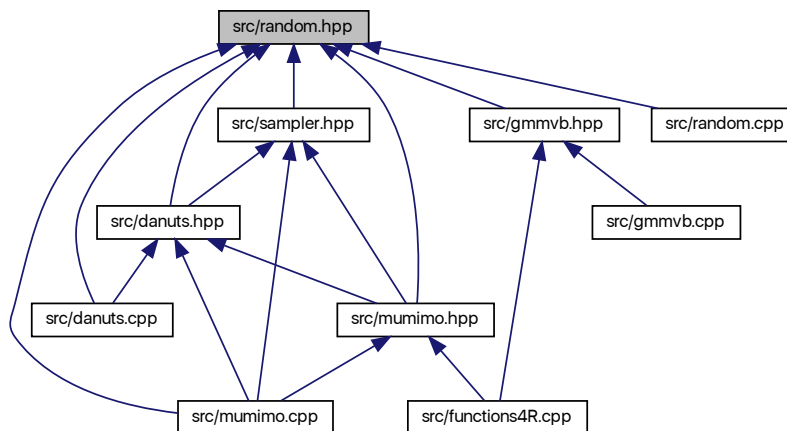 src/random.hpp
src/sampler.hpp
src/gmmvb.hpp
src/random.cpp
src/danuts.hpp
src/gmmvb.cpp
src/danuts.cpp
src/mumimo.hpp
src/mumimo.cpp
src/functions4R.cpp